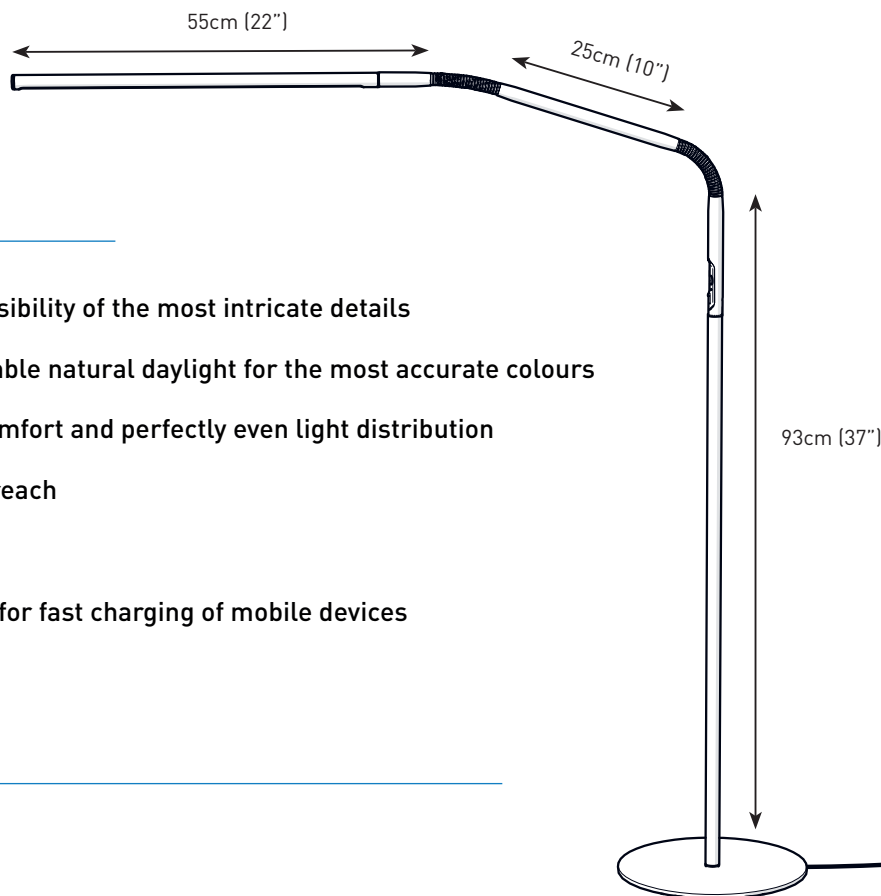 55cm (22”)
25cm (10”)
sibility of the most intricate details
able natural daylight for the most accurate colours
mfort and perfectly even light distribution
93cm (37”)
each
for fast charging of mobile devices